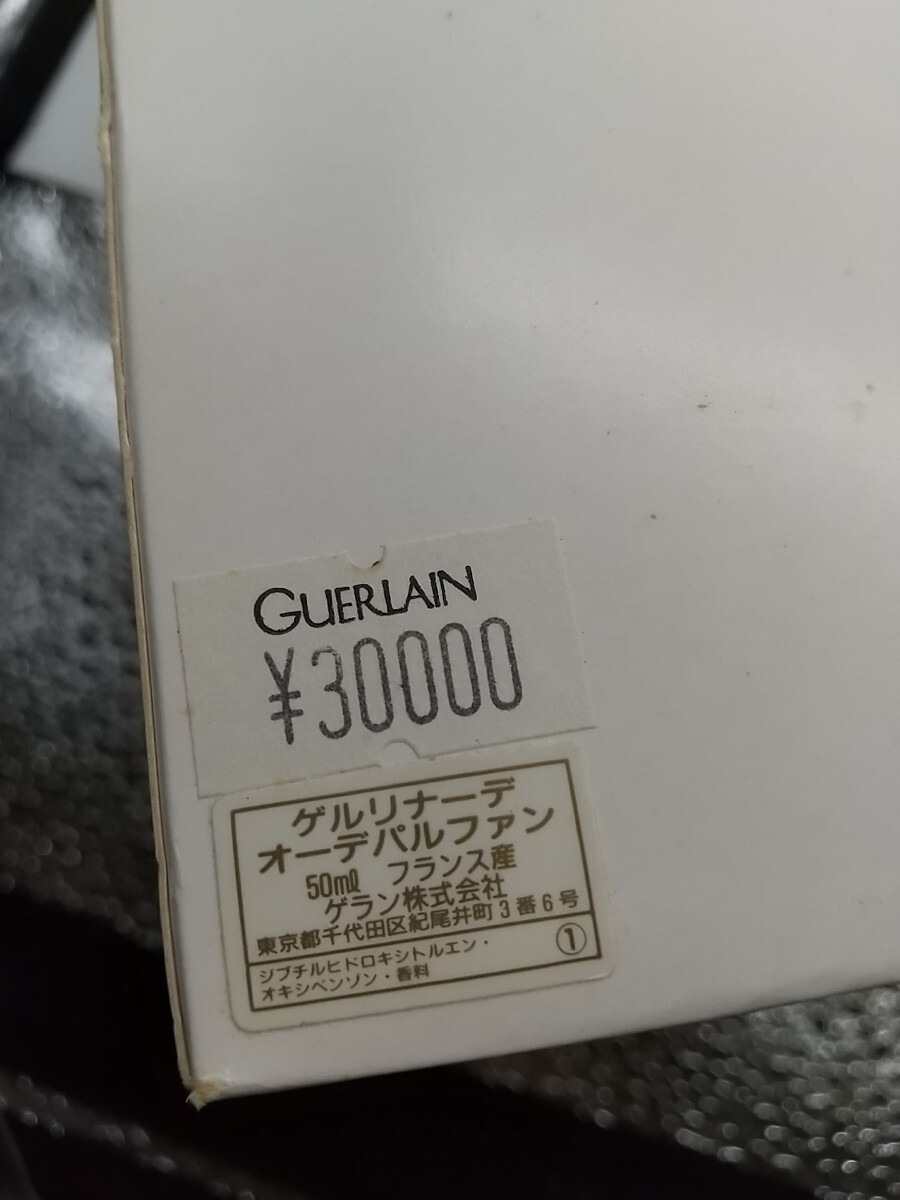 GUERLAIN
¥30000
ゲルリナーデ
オーデパルファン
50ml フランス産
ゲラン株式会社
東京都千代田区紀尾井町3番6号
ジブチルヒドロキシトルエン・
オキシベンゾン・香料
①